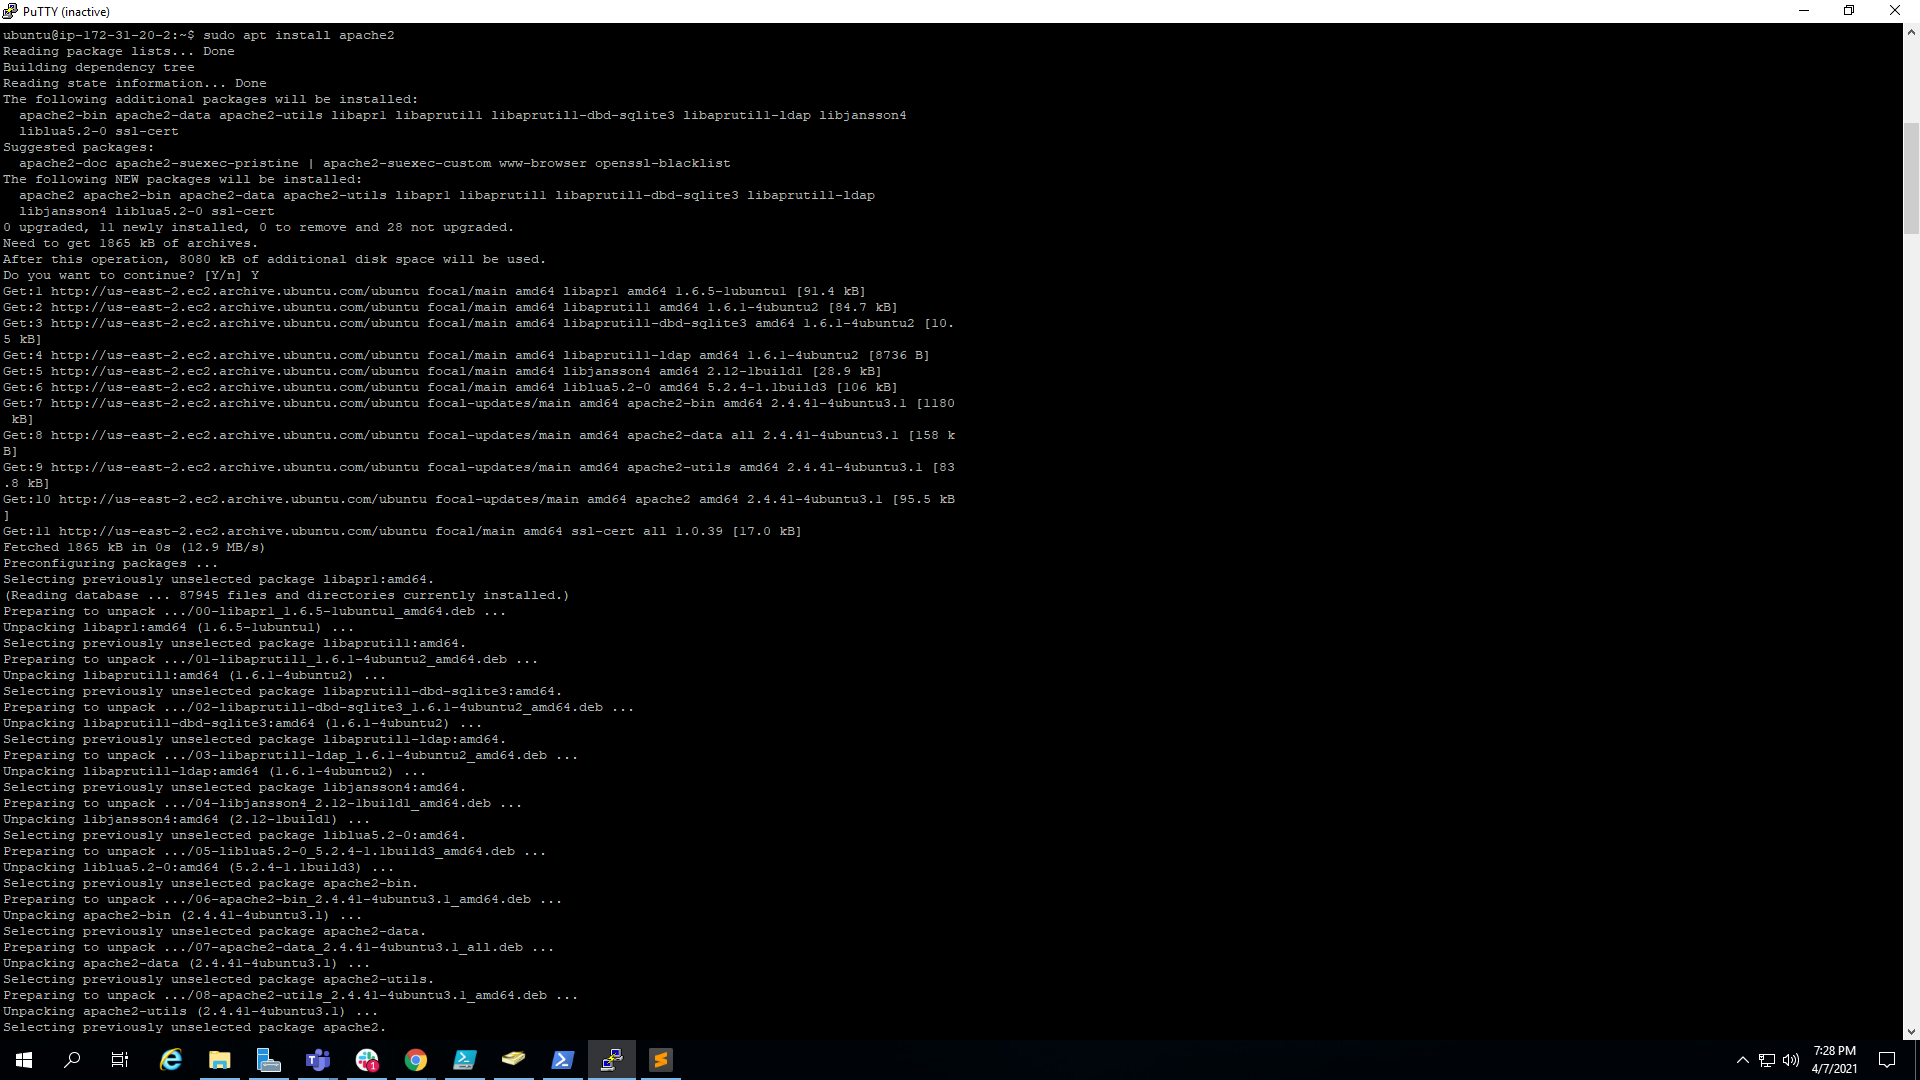 PuTTY (inactive)
ubuntu@ip-172-31-20-2:~$ sudo apt install apache2
Reading package lists... Done
Building dependency tree
Reading state information... Done
The following additional packages will be installed:
  apache2-bin apache2-data apache2-utils libapr1 libaprutil1 libaprutil1-dbd-sqlite3 libaprutil1-ldap libjansson4
  liblua5.2-0 ssl-cert
Suggested packages:
  apache2-doc apache2-suexec-pristine | apache2-suexec-custom www-browser openssl-blacklist
The following NEW packages will be installed:
  apache2 apache2-bin apache2-data apache2-utils libapr1 libaprutil1 libaprutil1-dbd-sqlite3 libaprutil1-ldap
  libjansson4 liblua5.2-0 ssl-cert
0 upgraded, 11 newly installed, 0 to remove and 28 not upgraded.
Need to get 1865 kB of archives.
After this operation, 8080 kB of additional disk space will be used.
Do you want to continue? [Y/n] Y
Get:1 http://us-east-2.ec2.archive.ubuntu.com/ubuntu focal/main amd64 libapr1 amd64 1.6.5-1ubuntu1 [91.4 kB]
Get:2 http://us-east-2.ec2.archive.ubuntu.com/ubuntu focal/main amd64 libaprutil1 amd64 1.6.1-4ubuntu2 [84.7 kB]
Get:3 http://us-east-2.ec2.archive.ubuntu.com/ubuntu focal/main amd64 libaprutil1-dbd-sqlite3 amd64 1.6.1-4ubuntu2 [10.
5 kB]
Get:4 http://us-east-2.ec2.archive.ubuntu.com/ubuntu focal/main amd64 libaprutil1-ldap amd64 1.6.1-4ubuntu2 [8736 B]
Get:5 http://us-east-2.ec2.archive.ubuntu.com/ubuntu focal/main amd64 libjansson4 amd64 2.12-1build1 [28.9 kB]
Get:6 http://us-east-2.ec2.archive.ubuntu.com/ubuntu focal/main amd64 liblua5.2-0 amd64 5.2.4-1.1build3 [106 kB]
Get:7 http://us-east-2.ec2.archive.ubuntu.com/ubuntu focal-updates/main amd64 apache2-bin amd64 2.4.41-4ubuntu3.1 [1180
 kB]
Get:8 http://us-east-2.ec2.archive.ubuntu.com/ubuntu focal-updates/main amd64 apache2-data all 2.4.41-4ubuntu3.1 [158 k
B]
Get:9 http://us-east-2.ec2.archive.ubuntu.com/ubuntu focal-updates/main amd64 apache2-utils amd64 2.4.41-4ubuntu3.1 [83
.8 kB]
Get:10 http://us-east-2.ec2.archive.ubuntu.com/ubuntu focal-updates/main amd64 apache2 amd64 2.4.41-4ubuntu3.1 [95.5 kB
]
Get:11 http://us-east-2.ec2.archive.ubuntu.com/ubuntu focal/main amd64 ssl-cert all 1.0.39 [17.0 kB]
Fetched 1865 kB in 0s (12.9 MB/s)
Preconfiguring packages ...
Selecting previously unselected package libapr1:amd64.
(Reading database ... 87945 files and directories currently installed.)
Preparing to unpack .../00-libapr1_1.6.5-1ubuntu1_amd64.deb ...
Unpacking libapr1:amd64 (1.6.5-1ubuntu1) ...
Selecting previously unselected package libaprutil1:amd64.
Preparing to unpack .../01-libaprutil1_1.6.1-4ubuntu2_amd64.deb ...
Unpacking libaprutil1:amd64 (1.6.1-4ubuntu2) ...
Selecting previously unselected package libaprutil1-dbd-sqlite3:amd64.
Preparing to unpack .../02-libaprutil1-dbd-sqlite3_1.6.1-4ubuntu2_amd64.deb ...
Unpacking libaprutil1-dbd-sqlite3:amd64 (1.6.1-4ubuntu2) ...
Selecting previously unselected package libaprutil1-ldap:amd64.
Preparing to unpack .../03-libaprutil1-ldap_1.6.1-4ubuntu2_amd64.deb ...
Unpacking libaprutil1-ldap:amd64 (1.6.1-4ubuntu2) ...
Selecting previously unselected package libjansson4:amd64.
Preparing to unpack .../04-libjansson4_2.12-1build1_amd64.deb ...
Unpacking libjansson4:amd64 (2.12-1build1) ...
Selecting previously unselected package liblua5.2-0:amd64.
Preparing to unpack .../05-liblua5.2-0_5.2.4-1.1build3_amd64.deb ...
Unpacking liblua5.2-0:amd64 (5.2.4-1.1build3) ...
Selecting previously unselected package apache2-bin.
Preparing to unpack .../06-apache2-bin_2.4.41-4ubuntu3.1_amd64.deb ...
Unpacking apache2-bin (2.4.41-4ubuntu3.1) ...
Selecting previously unselected package apache2-data.
Preparing to unpack .../07-apache2-data_2.4.41-4ubuntu3.1_all.deb ...
Unpacking apache2-data (2.4.41-4ubuntu3.1) ...
Selecting previously unselected package apache2-utils.
Preparing to unpack .../08-apache2-utils_2.4.41-4ubuntu3.1_amd64.deb ...
Unpacking apache2-utils (2.4.41-4ubuntu3.1) ...
Selecting previously unselected package apache2.
1
7:28 PM
4/7/2021